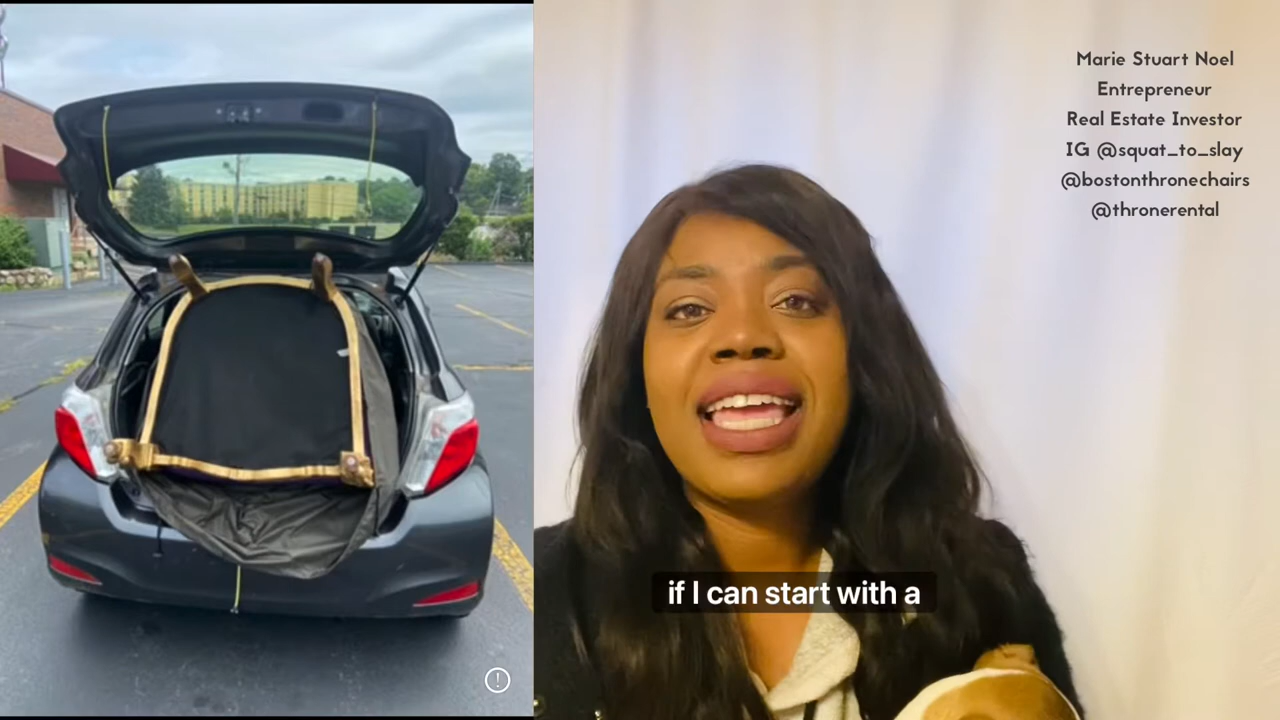 Marie Stuart Noel
Entrepreneur
Real Estate Investor
IG @squat_to_slay
@bostonthronechairs
@thronerental
if I can start with a